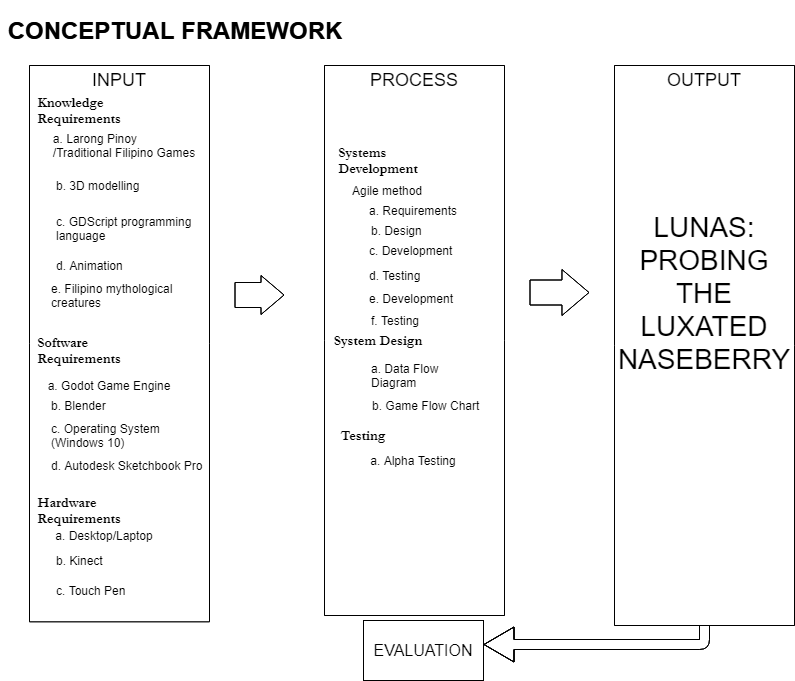 CONCEPTUAL FRAMEWORK
INPUT
Knowledge
Requirements
a. Larong Pinoy
/Traditional Filipino Games
b. 3D modelling
c. GDScript programming
language
d. Animation
e. Filipino mythological
creatures
Software
Requirements
a. Godot Game Engine
b. Blender
c. Operating System
(Windows 10)
d. Autodesk Sketchbook Pro
Hardware
Requirements
a. Desktop/Laptop
b. Kinect
c. Touch Pen
PROCESS
Systems
Development
Agile method
a. Requirements
b. Design
c. Development
d. Testing
e. Development
f. Testing
System Design
a. Data Flow
Diagram
b. Game Flow Chart
Testing
a. Alpha Testing
OUTPUT
LUNAS:
PROBING
THE
LUXATED
NASEBERRY
EVALUATION